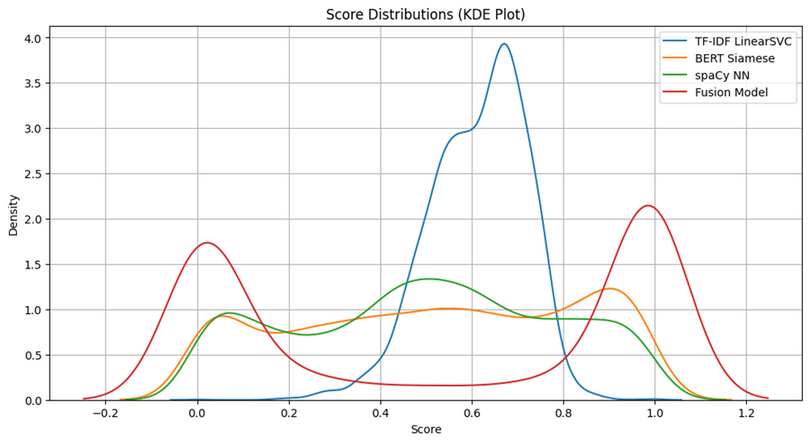 Score Distributions (KDE Plot)
TF-IDF LinearSVC
BERT Siamese
spaCy NN
Fusion Model
Density
4.0
3.5
3.0
2.5
2.0
1.5
1.0
0.5
0.0
−0.2
0.0
0.2
0.4
0.6
0.8
1.0
1.2
Score